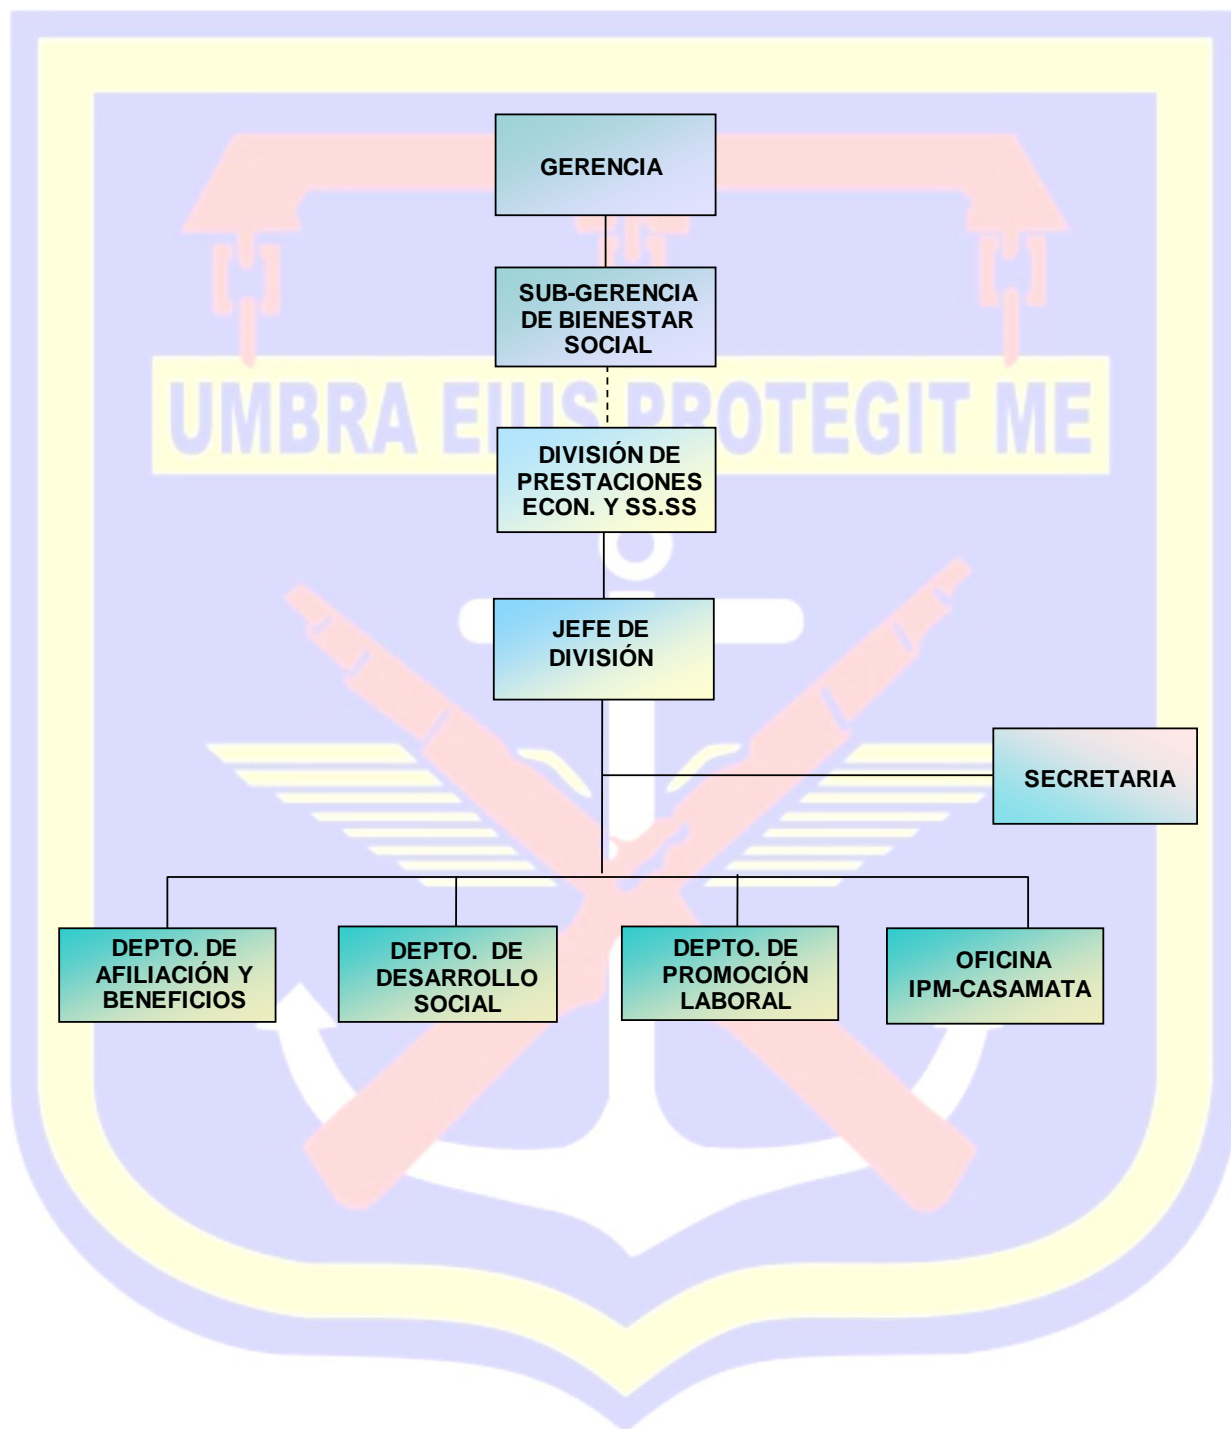 GERENCIA
SUB-GERENCIA
DE BIENESTAR
SOCIAL
UMBRA EIUS PROTEGIT ME
DIVISIÓN DE
PRESTACIONES
ECON. Y SS.SS
JEFE DE
DIVISIÓN
SECRETARIA
DEPTO. DE
AFILIACIÓN Y
BENEFICIOS
DEPTO. DE
DESARROLLO
SOCIAL
DEPTO. DE
PROMOCIÓN
LABORAL
OFICINA
IPM-CASAMATA